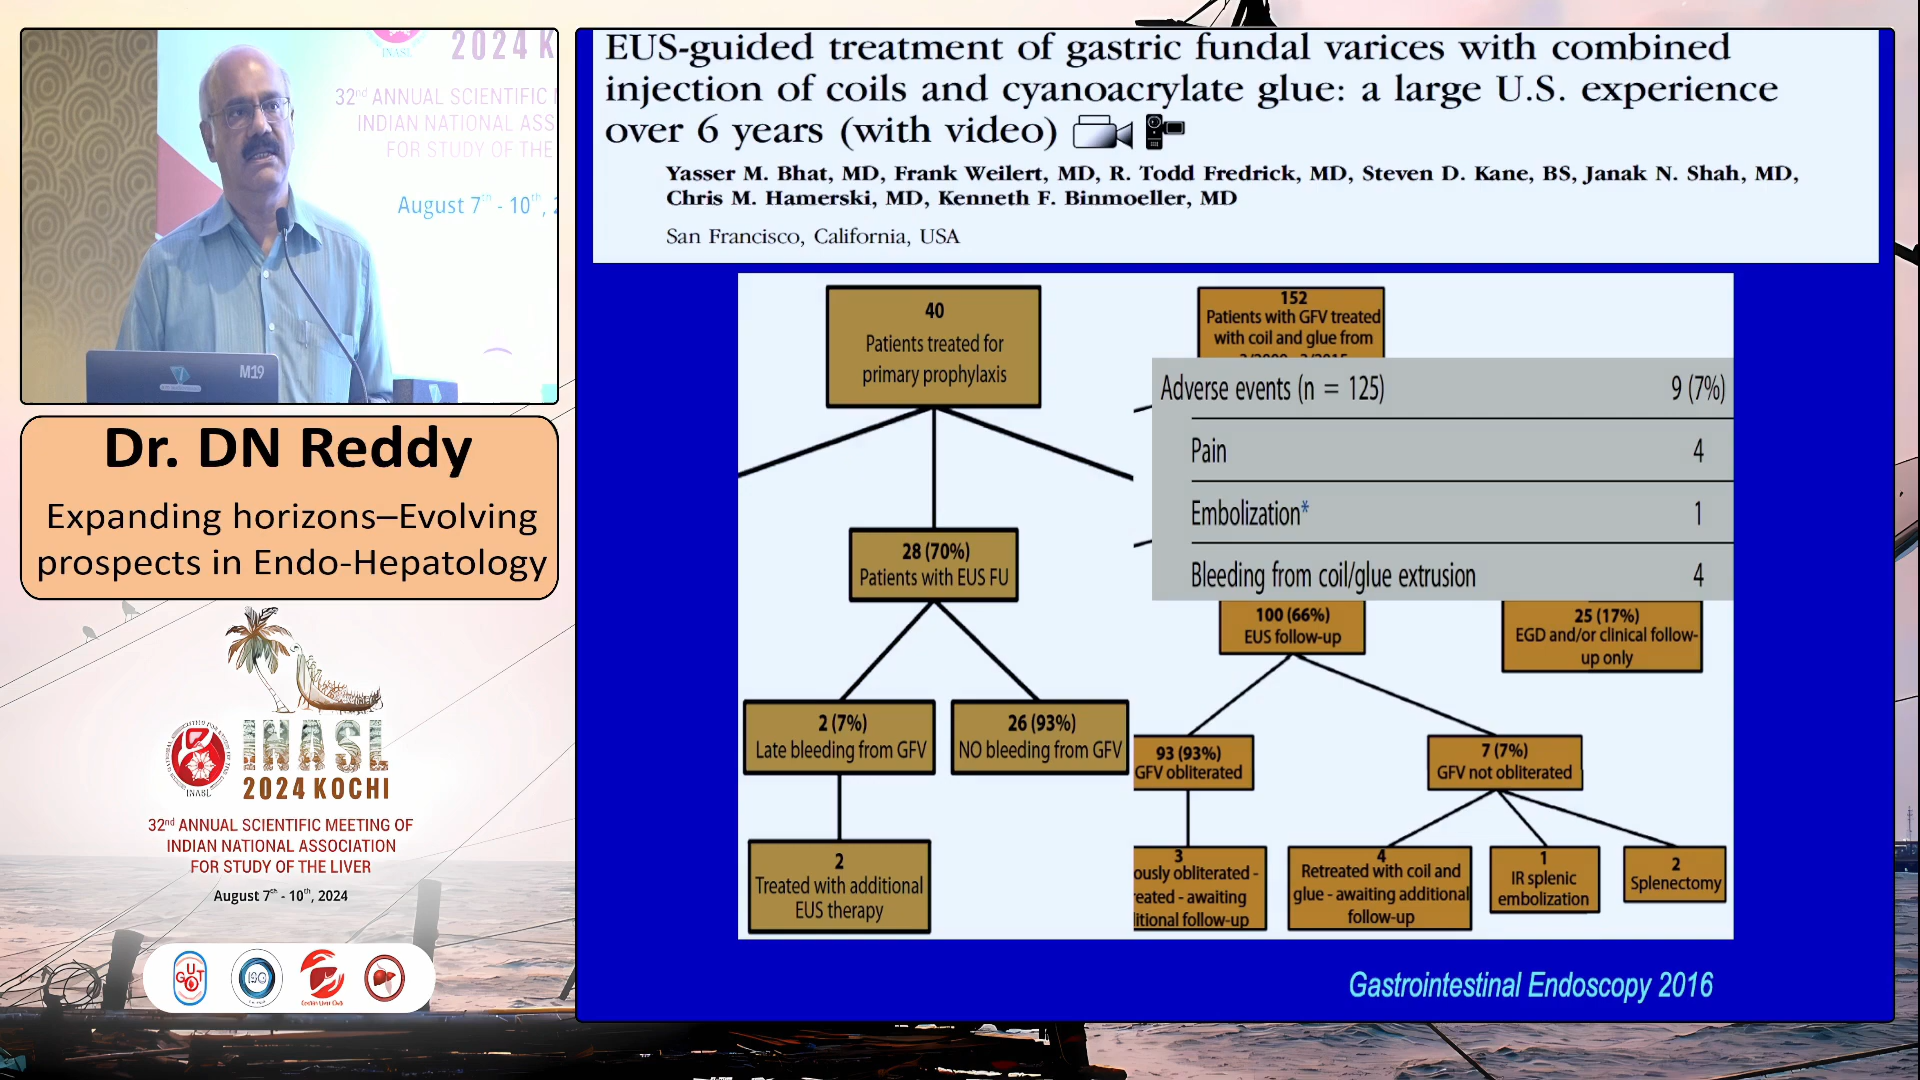 2024 K
INASL
32nd ANNUAL SCIENTIFIC
INDIAN NATIONAL ASS
FOR STUDY OF THE
August 7th - 10th,
M19
Dr. DN Reddy
Expanding horizons–Evolving
prospects in Endo-Hepatology
INASL
INASL
2024 KOCHI
32nd ANNUAL SCIENTIFIC MEETING OF
INDIAN NATIONAL ASSOCIATION
FOR STUDY OF THE LIVER
August 7th - 10th, 2024
GUT
ISG
EUS-guided treatment of gastric fundal varices with combined
injection of coils and cyanoacrylate glue: a large U.S. experience
over 6 years (with video)
Yasser M. Bhat, MD, Frank Weilert, MD, R. Todd Fredrick, MD, Steven D. Kane, BS, Janak N. Shah, MD,
Chris M. Hamerski, MD, Kenneth F. Binmoeller, MD
San Francisco, California, USA
40
Patients treated for
primary prophylaxis
28 (70%)
Patients with EUS FU
2 (7%)
Late bleeding from GFV
26 (93%)
NO bleeding from GFV
2
Treated with additional
EUS therapy
152
Patients with GFV treated
with coil and glue from
Adverse events (n = 125) 9 (7%)
Pain 4
Embolization* 1
Bleeding from coil/glue extrusion 4
100 (66%)
EUS follow-up
25 (17%)
EGD and/or clinical follow-
up only
93 (93%)
GFV obliterated
7 (7%)
GFV not obliterated
3
ously obliterated -
eated - awaiting
itional follow-up
4
Retreated with coil and
glue - awaiting additional
follow-up
1
IR splenic
embolization
2
Splenectomy
Gastrointestinal Endoscopy 2016